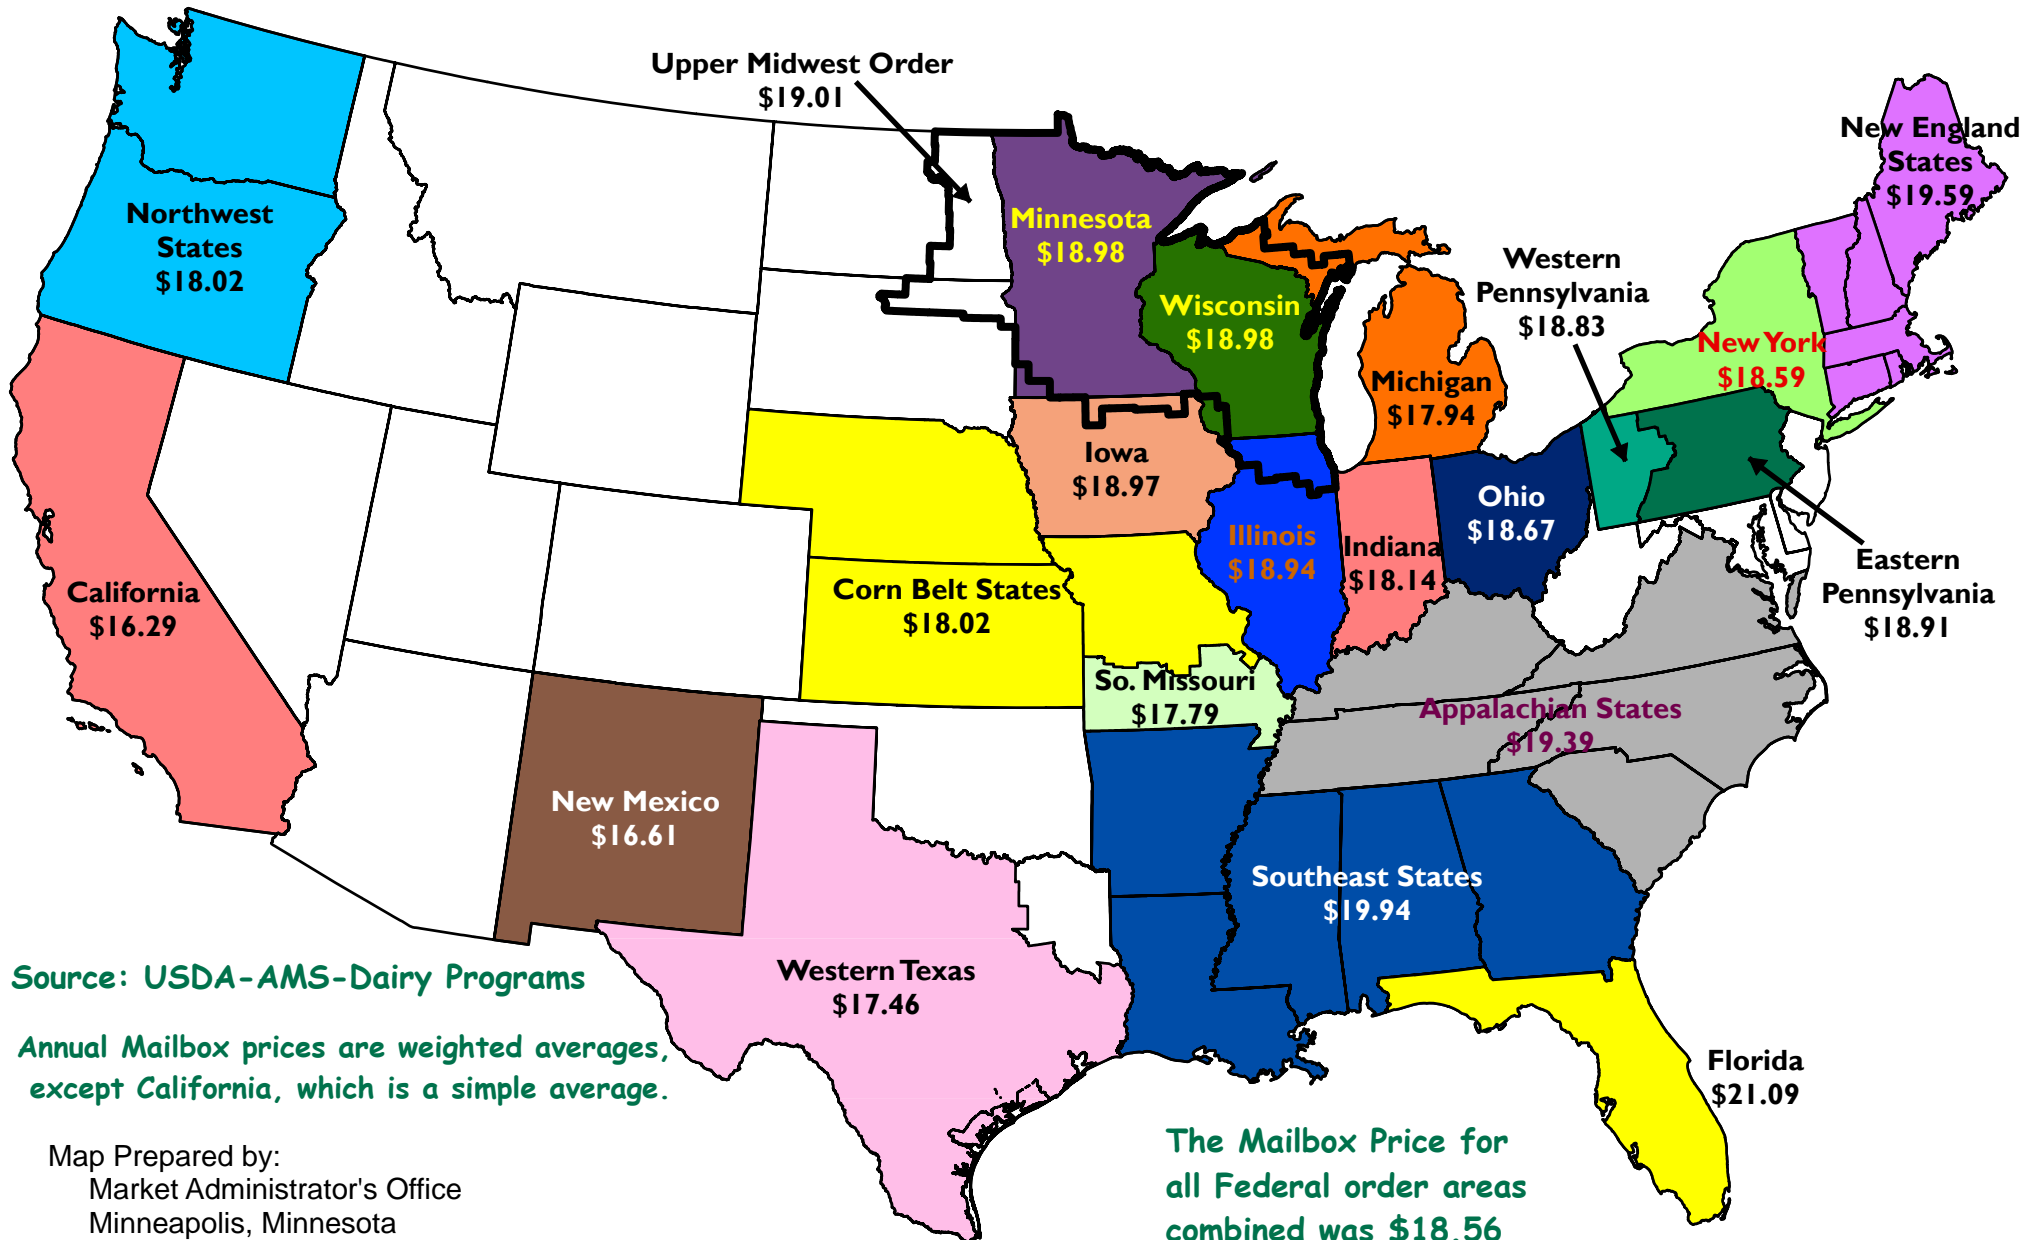 Upper Midwest Order
$19.01
New England
States
$19.59
Northwest
States
$18.02
Minnesota
$18.98
Western
Pennsylvania
$18.83
Wisconsin
$18.98
New York
$18.59
Michigan
$17.94
Iowa
$18.97
Ohio
$18.67
Illinois
$18.94
Indiana
$18.14
Eastern
Pennsylvania
$18.91
California
$16.29
Corn Belt States
$18.02
So. Missouri
$17.79
Appalachian States
$19.39
New Mexico
$16.61
Southeast States
$19.94
Western Texas
$17.46
Florida
$21.09
Source: USDA-AMS-Dairy Programs
Annual Mailbox prices are weighted averages,
except California, which is a simple average.
Map Prepared by:
Market Administrator's Office
Minneapolis, Minnesota
The Mailbox Price for
all Federal order areas
combined was $18.56